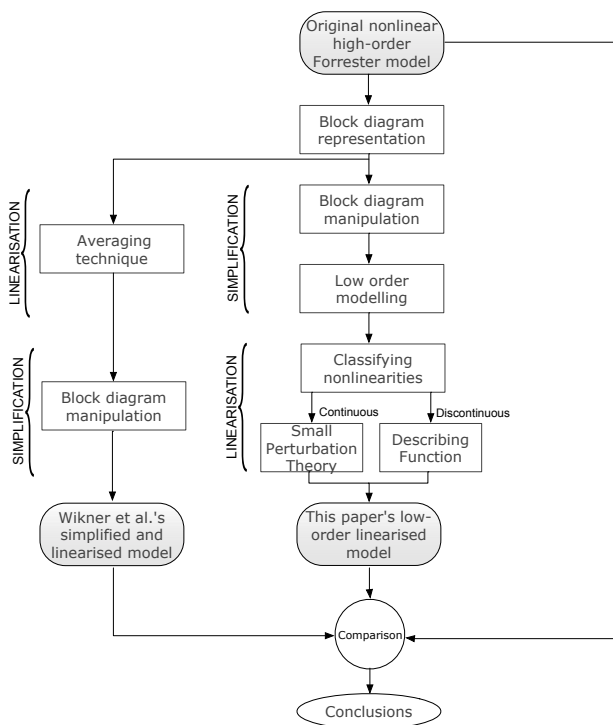 Original nonlinear
high-order
Forrester model
Block diagram
representation
LINEARISATION
Averaging
technique
SIMPLIFICATION
Block diagram
manipulation
Low order
modelling
SIMPLIFICATION
Block diagram
manipulation
LINEARISATION
Classifying
nonlinearities
Continuous
Discontinuous
Small
Perturbation
Theory
Describing
Function
Wikner et al.'s
simplified and
linearised model
This paper's low-
order linearised
model
Comparison
Conclusions